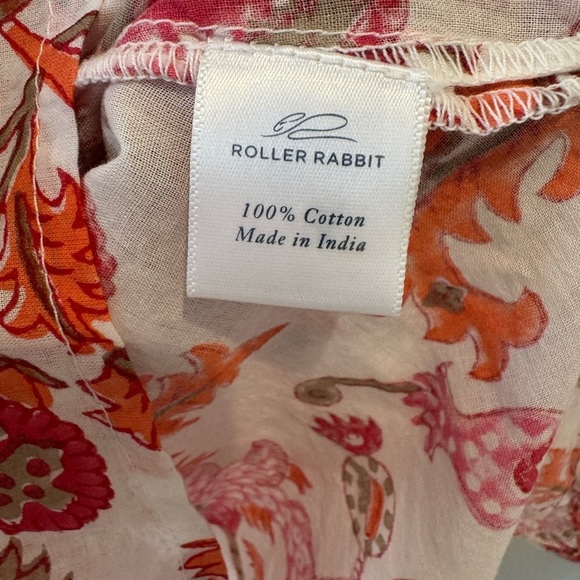 ROLLER RABBIT
100% Cotton
Made in India